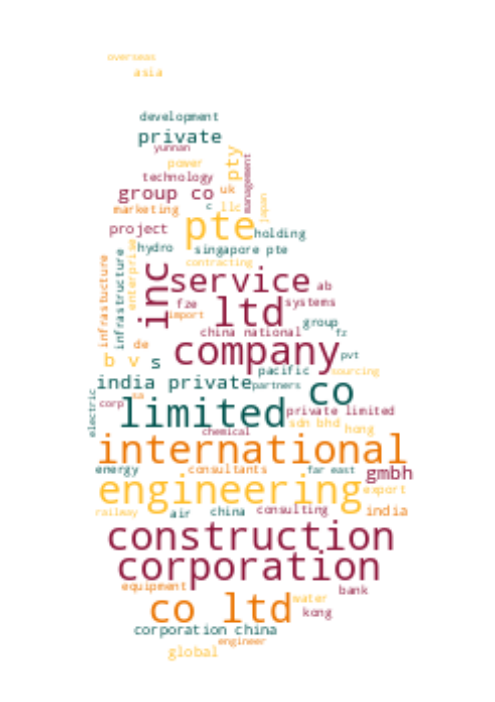 overseas
asia
development
private
yunnan
power
pty
technology
management
group co
uk
marketing
c
llc
japan
project
pte
holding
hydro
singapore pte
enterprise
infrastructure
infrastucture
contracting
inc
service
ab
fze
ltd
systems
import
group
china national
fz
de
company
b v
s
pvt
pacific
sourcing
india private
partners
co
electric
corp
sa
limited
private limited
sdn bhd
chemical
hong
international
energy
consultants
far east
gmbh
engineering
export
railway
air
china
consulting
india
construction
corporation
equipment
bank
co ltd
water
kong
corporation china
engineer
global